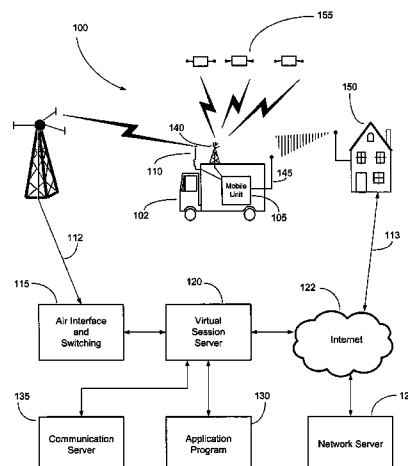 155
100
150
140
110
Mobile
Unit
145
102
105
112
113
115
120
122
Air Interface
and
Switching
Virtual
Session
Server
Internet
135
130
Communication
Server
Application
Program
Network Server